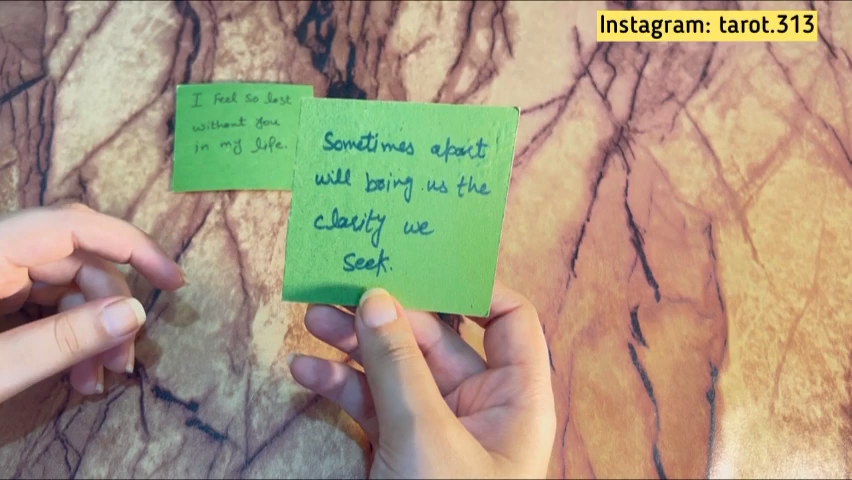 Instagram: tarot.313
I Feel so lost
without you
in my life.
Sometimes apart
will bring us the
clarity we
seek.